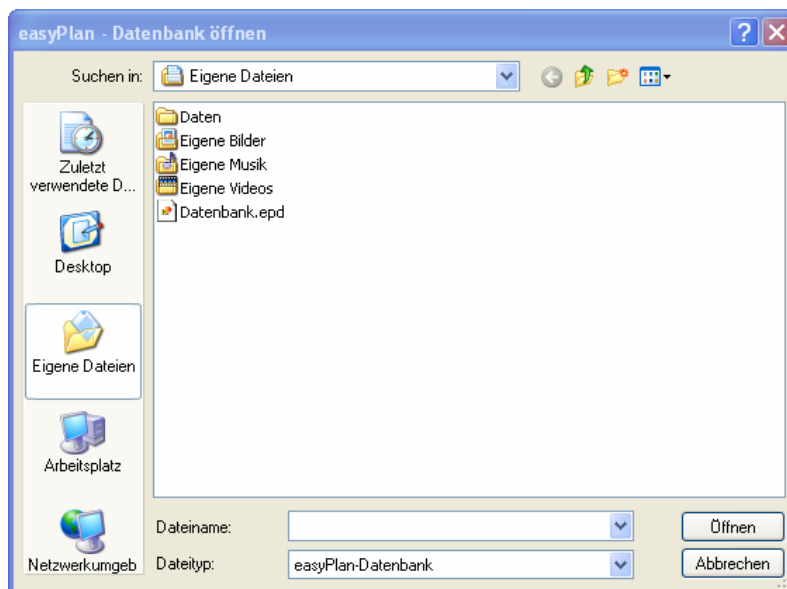 easyPlan - Datenbank öffnen
Suchen in:
Eigene Dateien
Zuletzt
verwendete D...
Desktop
Eigene Dateien
Arbeitsplatz
Netzwerkumgeb
Daten
Eigene Bilder
Eigene Musik
Eigene Videos
Datenbank.epd
Dateiname:
Öffnen
Dateityp:
easyPlan-Datenbank
Abbrechen